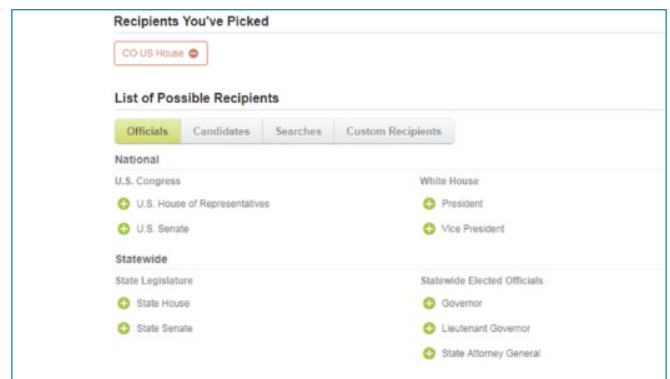 Recipients You've Picked
CO US House
List of Possible Recipients
Officials Candidates Searches Custom Recipients
National
U.S. Congress White House
U.S. House of Representatives President
U.S. Senate Vice President
Statewide
State Legislature Statewide Elected Officials
State House Governor
State Senate Lieutenant Governor
State Attorney General